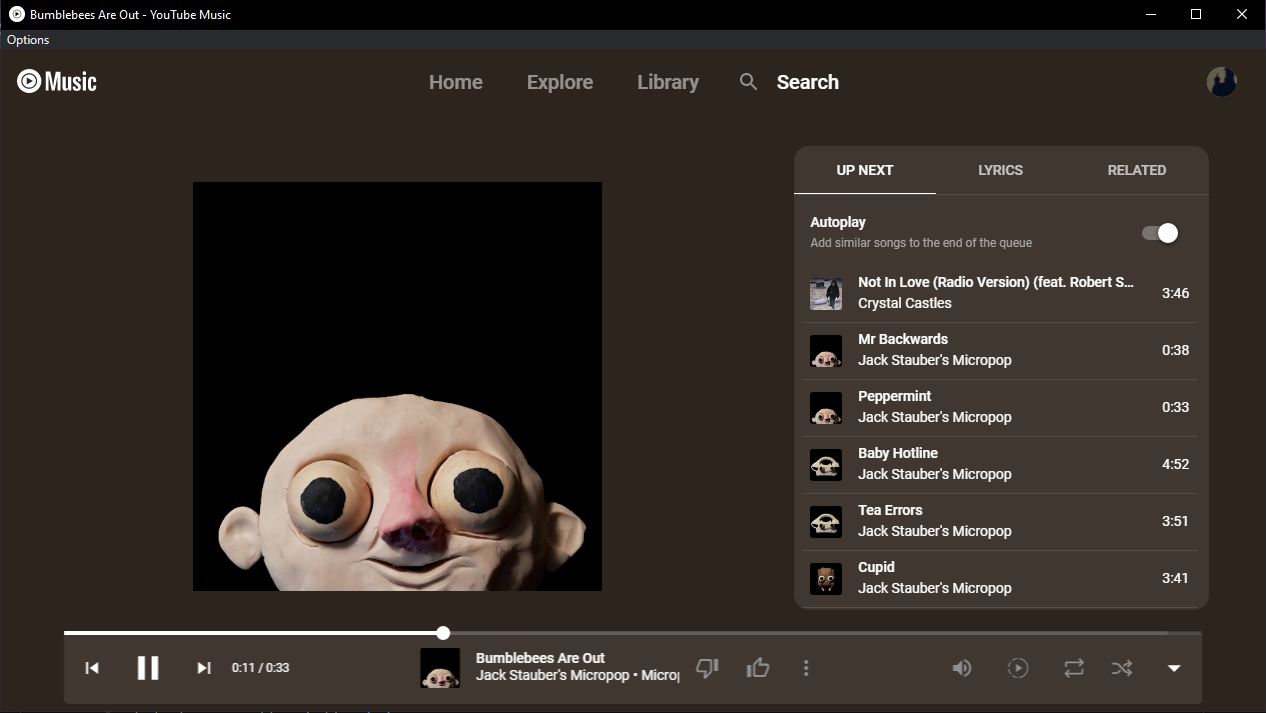 Bumblebees Are Out - YouTube Music
Options
Music
Home Explore Library Search
UP NEXT LYRICS RELATED
Autoplay
Add similar songs to the end of the queue
Not In Love (Radio Version) (feat. Robert S...
Crystal Castles
3:46
Mr Backwards
Jack Stauber's Micropop
0:38
Peppermint
Jack Stauber's Micropop
0:33
Baby Hotline
Jack Stauber's Micropop
4:52
Tea Errors
Jack Stauber's Micropop
3:51
Cupid
Jack Stauber's Micropop
3:41
0:11 / 0:33
Bumblebees Are Out
Jack Stauber's Micropop • Micro